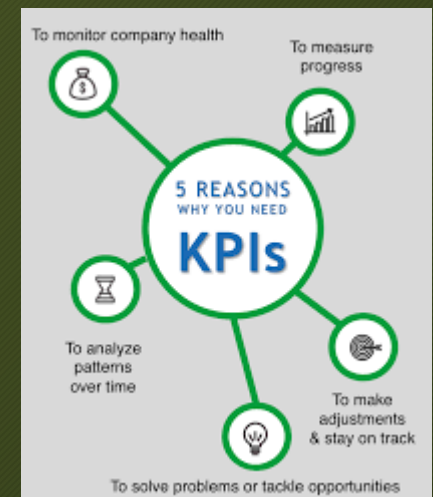 To monitor company health
To measure
progress
5 REASONS
WHY YOU NEED
KPIs
To analyze
patterns
over time
To make
adjustments
& stay on track
To solve problems or tackle opportunities